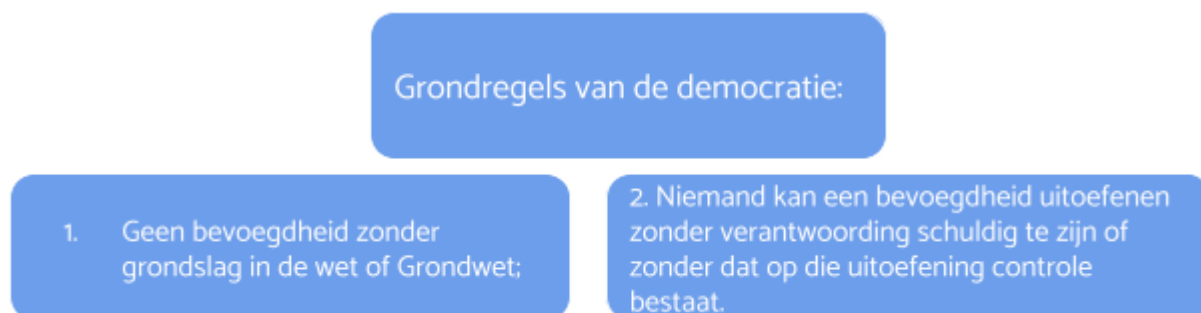 Grondregels van de democratie:
1. Geen bevoegdheid zonder
grondslag in de wet of Grondwet;
2. Niemand kan een bevoegdheid uitoefenen
zonder verantwoording schuldig te zijn of
zonder dat op die uitoefening controle
bestaat.